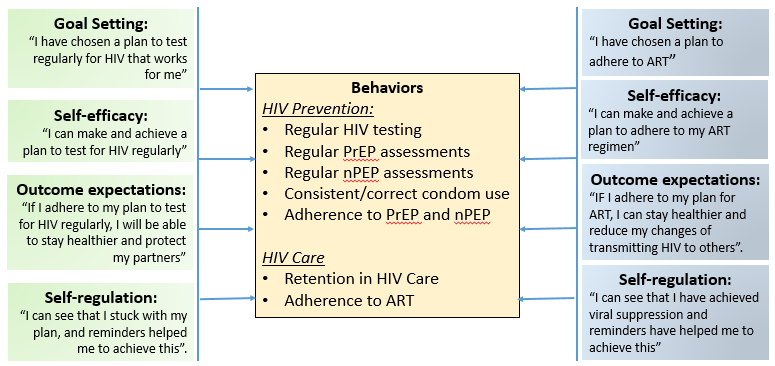 Goal Setting:
“I have chosen a plan to test
regularly for HIV that works
for me”
Self-efficacy:
“I can make and achieve a
plan to test for HIV regularly”
Outcome expectations:
“If I adhere to my plan to test
for HIV regularly, I will be able
to stay healthier and protect
my partners”
Self-regulation:
“I can see that I stuck with my
plan, and reminders helped
me to achieve this”.
Behaviors
HIV Prevention:
• Regular HIV testing
• Regular PrEP assessments
• Regular nPEP assessments
• Consistent/correct condom use
• Adherence to PrEP and nPEP
HIV Care
• Retention in HIV Care
• Adherence to ART
Goal Setting:
“I have chosen a plan to
adhere to ART”
Self-efficacy:
“I can make and achieve a
plan to adhere to my ART
regimen”
Outcome expectations:
“IF I adhere to my plan for
ART, I can stay healthier and
reduce my changes of
transmitting HIV to others”.
Self-regulation:
“I can see that I have achieved
viral suppression and
reminders have helped me to
achieve this”